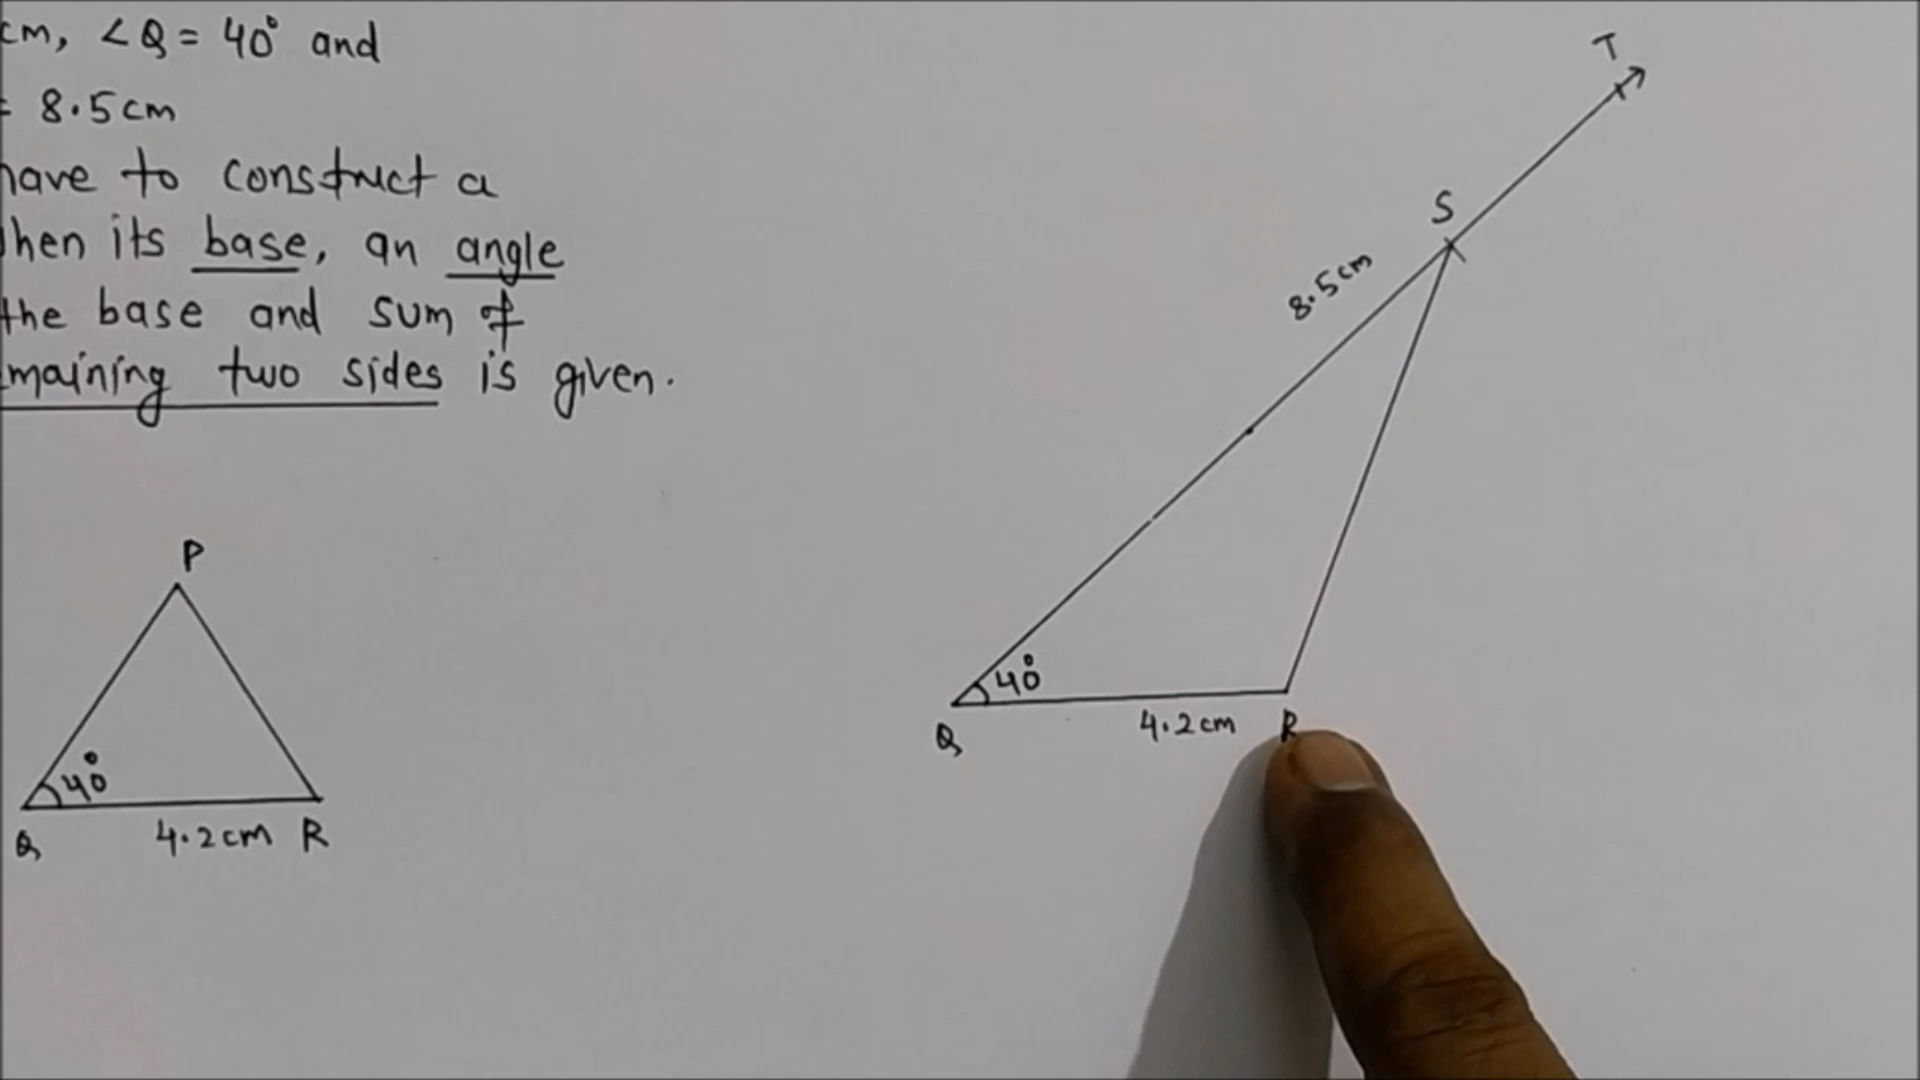 cm, ∠Q = 40° and
= 8.5cm
have to construct a
when its base, an angle
the base and sum of
maining two sides is given.
P
40°
Q 4.2cm R
T
S
8.5cm
40°
Q 4.2cm R